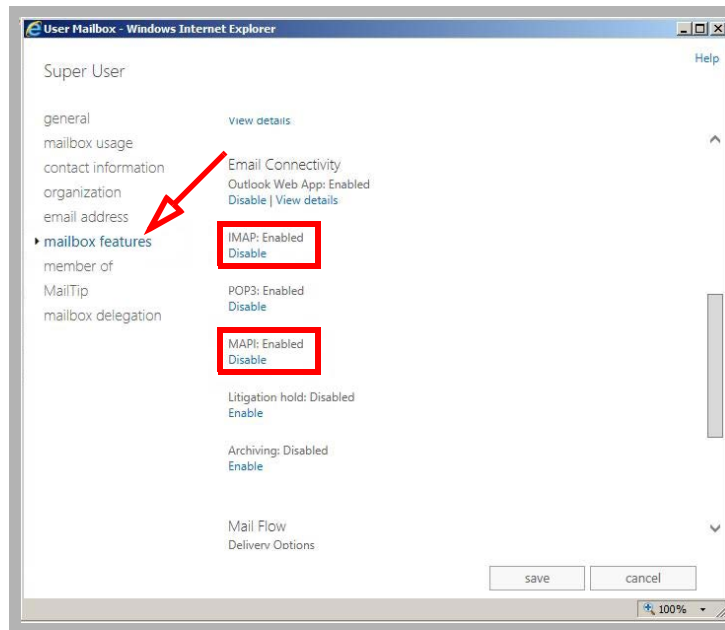 User Mailbox - Windows Internet Explorer
Help
Super User
general
mailbox usage
contact information
organization
email address
mailbox features
member of
MailTip
mailbox delegation
View details
Email Connectivity
Outlook Web App: Enabled
Disable | View details
IMAP: Enabled
Disable
POP3: Enabled
Disable
MAPI: Enabled
Disable
Litigation hold: Disabled
Enable
Archiving: Disabled
Enable
Mail Flow
Delivery Options
save
cancel
100%